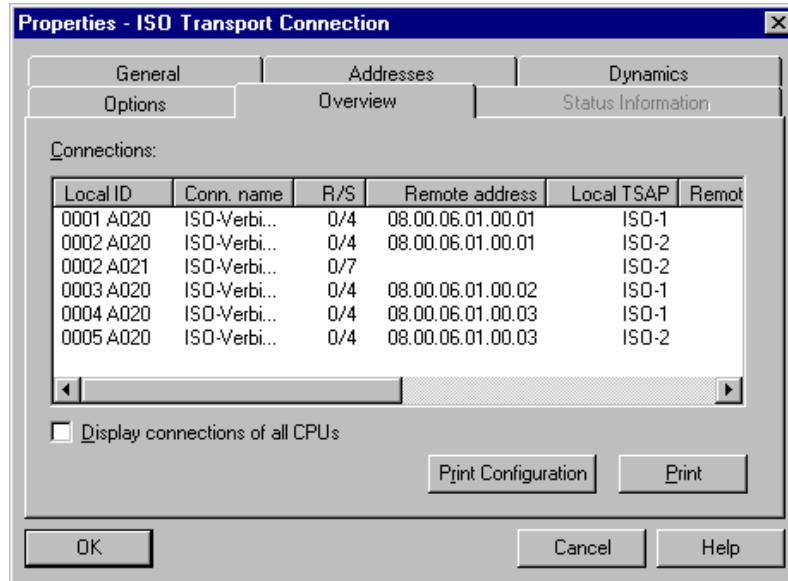 Properties - ISO Transport Connection
General Addresses Dynamics
Options Overview Status Information
Connections:
Local ID Conn. name R/S Remote address Local TSAP Remot
0001 A020 ISO-Verbi... 0/4 08.00.06.01.00.01 ISO-1
0002 A020 ISO-Verbi... 0/4 08.00.06.01.00.01 ISO-2
0002 A021 ISO-Verbi... 0/7 ISO-2
0003 A020 ISO-Verbi... 0/4 08.00.06.01.00.02 ISO-1
0004 A020 ISO-Verbi... 0/4 08.00.06.01.00.03 ISO-1
0005 A020 ISO-Verbi... 0/4 08.00.06.01.00.03 ISO-2
Display connections of all CPUs
Print Configuration Print
OK Cancel Help